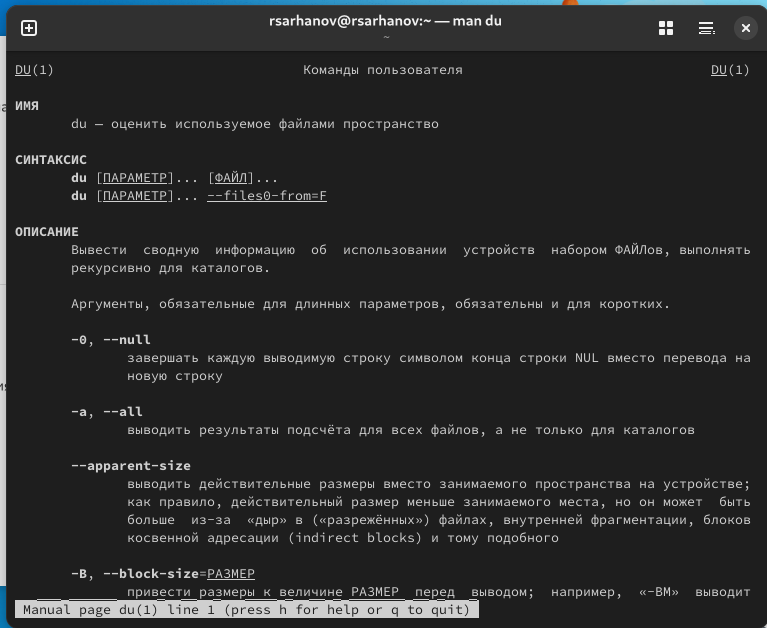 rsarhanov@rsarhanov:~ — man du
~
DU(1) Команды пользователя DU(1)
ИМЯ
du — оценить используемое файлами пространство
СИНТАКСИС
du [ПАРАМЕТР]... [ФАЙЛ]...
du [ПАРАМЕТР]... --files0-from=F
ОПИСАНИЕ
Вывести сводную информацию об использовании устройств набором ФАЙЛов, выполнять
рекурсивно для каталогов.
Аргументы, обязательные для длинных параметров, обязательны и для коротких.
-0, --null
завершать каждую выводимую строку символом конца строки NUL вместо перевода на
новую строку
-a, --all
выводить результаты подсчёта для всех файлов, а не только для каталогов
--apparent-size
выводить действительные размеры вместо занимаемого пространства на устройстве;
как правило, действительный размер меньше занимаемого места, но он может быть
больше из-за «дыр» в («разрежённых») файлах, внутренней фрагментации, блоков
косвенной адресации (indirect blocks) и тому подобного
-B, --block-size=РАЗМЕР
привести размеры к величине РАЗМЕР перед выводом; например, «-BM» выводит
Manual page du(1) line 1 (press h for help or q to quit)